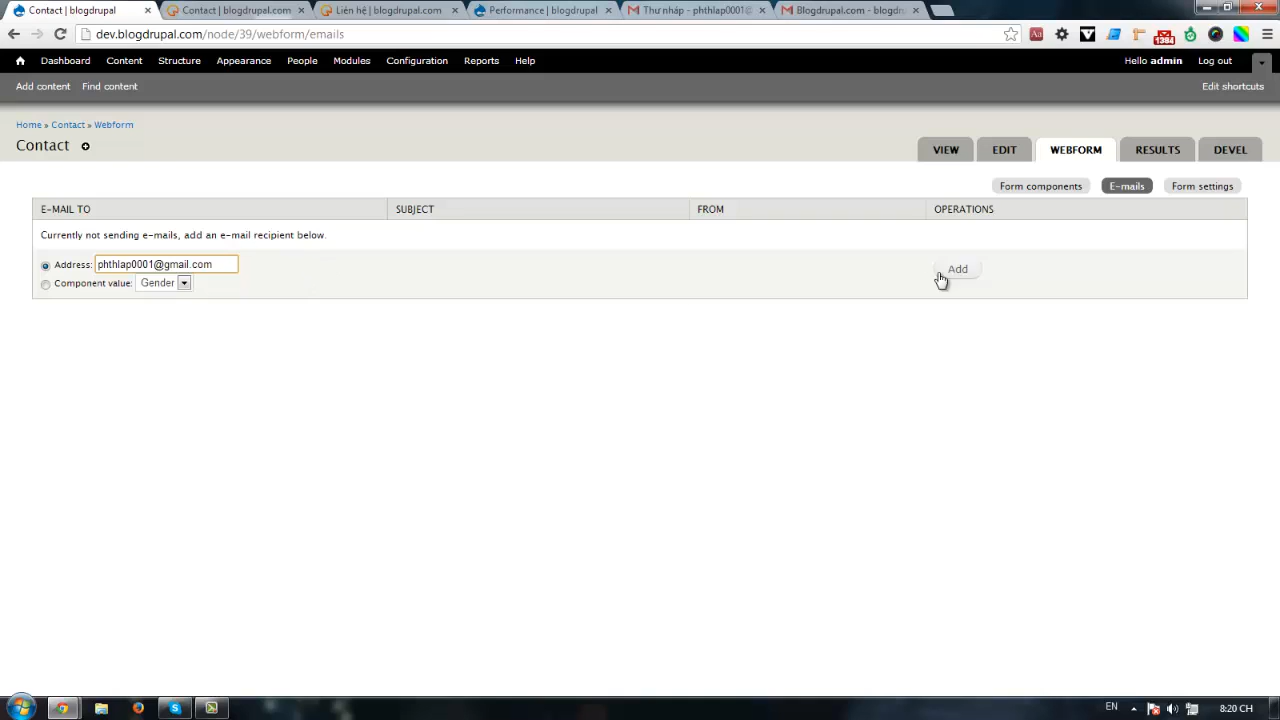 Contact | blogdrupal
Contact | blogdrupal.com
Liên hệ | blogdrupal.com
Performance | blogdrupal
Thư nháp - phthlap0001@
Blogdrupal.com - blogdru
dev.blogdrupal.com/node/39/webform/emails
1384
Dashboard Content Structure Appearance People Modules Configuration Reports Help
Hello admin Log out
Add content Find content
Edit shortcuts
Home » Contact » Webform
Contact
VIEW EDIT WEBFORM RESULTS DEVEL
Form components E-mails Form settings
E-MAIL TO SUBJECT FROM OPERATIONS
Currently not sending e-mails, add an e-mail recipient below.
Address: phthlap0001@gmail.com
Add
Component value: Gender
EN
8:20 CH